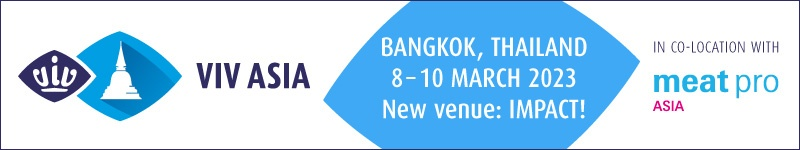 viv
VIV ASIA
BANGKOK, THAILAND
8-10 MARCH 2023
New venue: IMPACT!
IN CO-LOCATION WITH
meat pro
ASIA